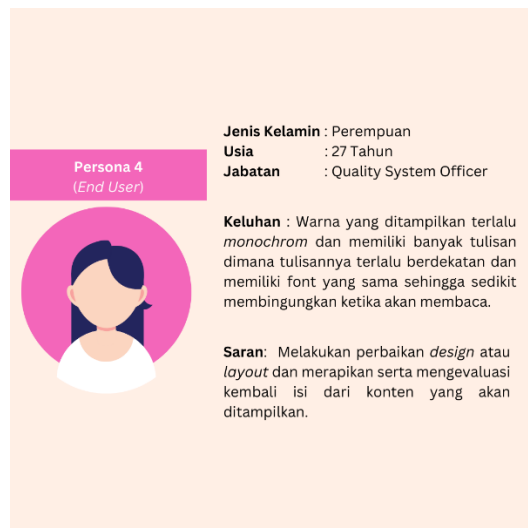 Persona 4
(End User)
Jenis Kelamin : Perempuan
Usia : 27 Tahun
Jabatan : Quality System Officer
Keluhan : Warna yang ditampilkan terlalu
monochrom dan memiliki banyak tulisan
dimana tulisannya terlalu berdekatan dan
memiliki font yang sama sehingga sedikit
membingungkan ketika akan membaca.
Saran: Melakukan perbaikan design atau
layout dan merapikan serta mengevaluasi
kembali isi dari konten yang akan
ditampilkan.